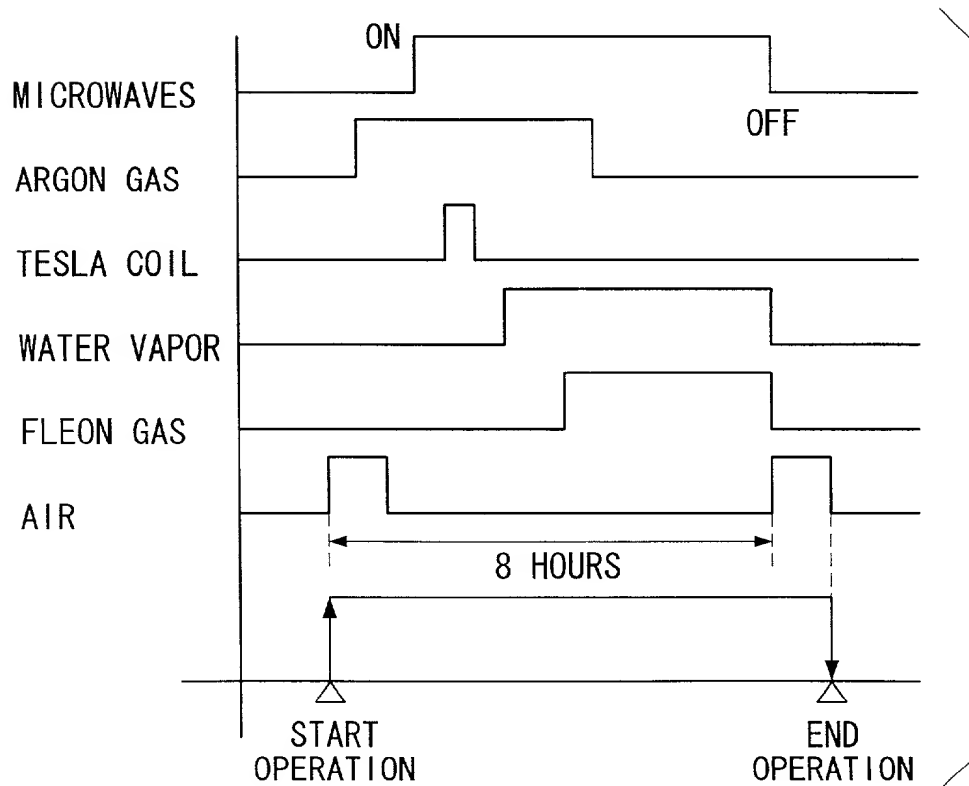 ON
MICROWAVES
OFF
ARGON GAS
TESLA COIL
WATER VAPOR
FLEON GAS
AIR
8 HOURS
START
OPERATION
END
OPERATION